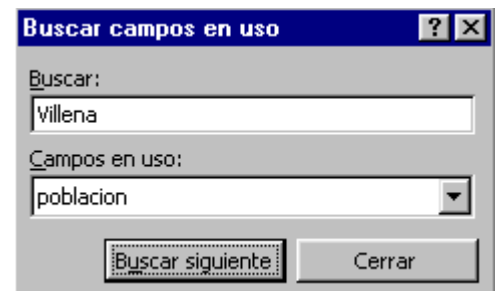 Buscar campos en uso
Buscar:
Villena
Campos en uso:
poblacion
Buscar siguiente Cerrar